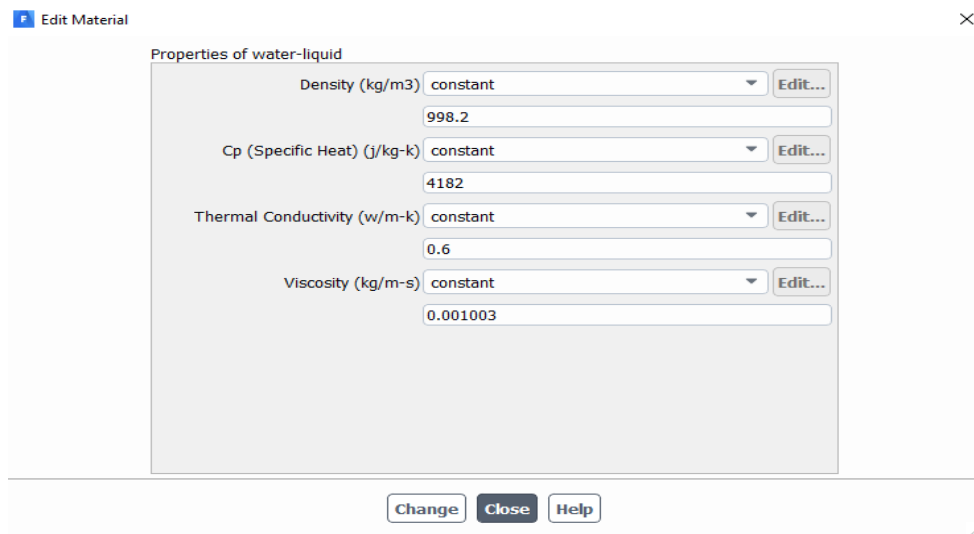 F Edit Material
Properties of water-liquid
Density (kg/m3) constant Edit...
998.2
Cp (Specific Heat) (j/kg-k) constant Edit...
4182
Thermal Conductivity (w/m-k) constant Edit...
0.6
Viscosity (kg/m-s) constant Edit...
0.001003
Change Close Help